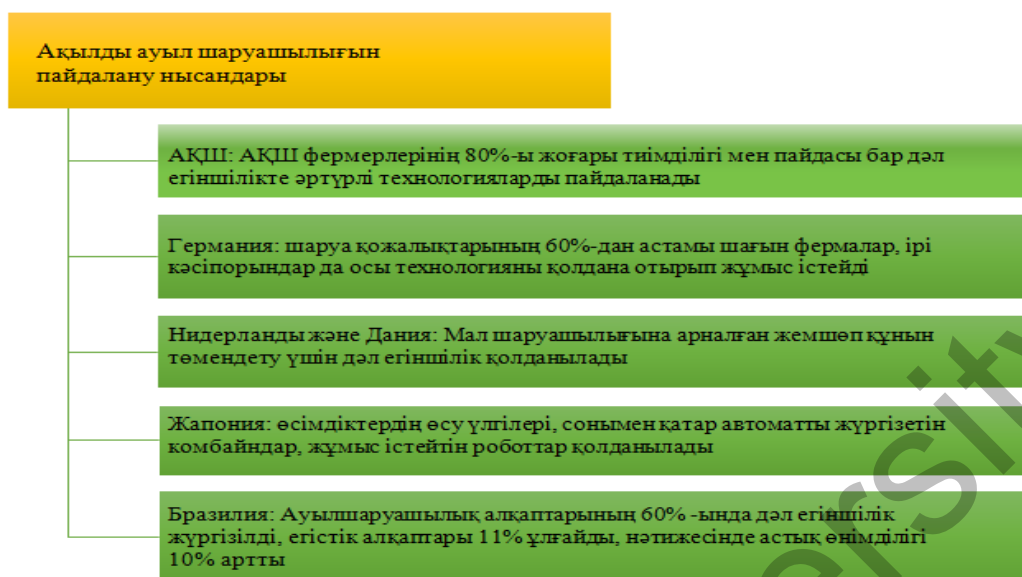 Ақылды ауыл шаруашылығын
пайдалану нысандары
АҚШ: АҚШ фермерлерінің 80%-ы жоғары тиімділігі мен пайдасы бар дәл
егіншілікте әртүрлі технологияларды пайдаланады
Германия: шаруа қожалықтарының 60%-дан астамы шағын фермалар, ірі
кәсіпорындар да осы технологияны қолдана отырып жұмыс істейді
Нидерланды және Дания: Мал шаруашылығына арналған жемшөп құнын
төмендету үшін дәл егіншілік қолданылады
Жапония: өсімдіктердің өсу үлгілері, сонымен қатар автоматты жүргізетін
комбайндар, жұмыс істейтін роботтар қолданылады
Бразилия: Ауылшаруашылық алқаптарының 60% -ында дәл егіншілік
жүргізілді, егістік алқаптары 11% ұлғайды, нәтижесінде астық өнімділігі
10% артты